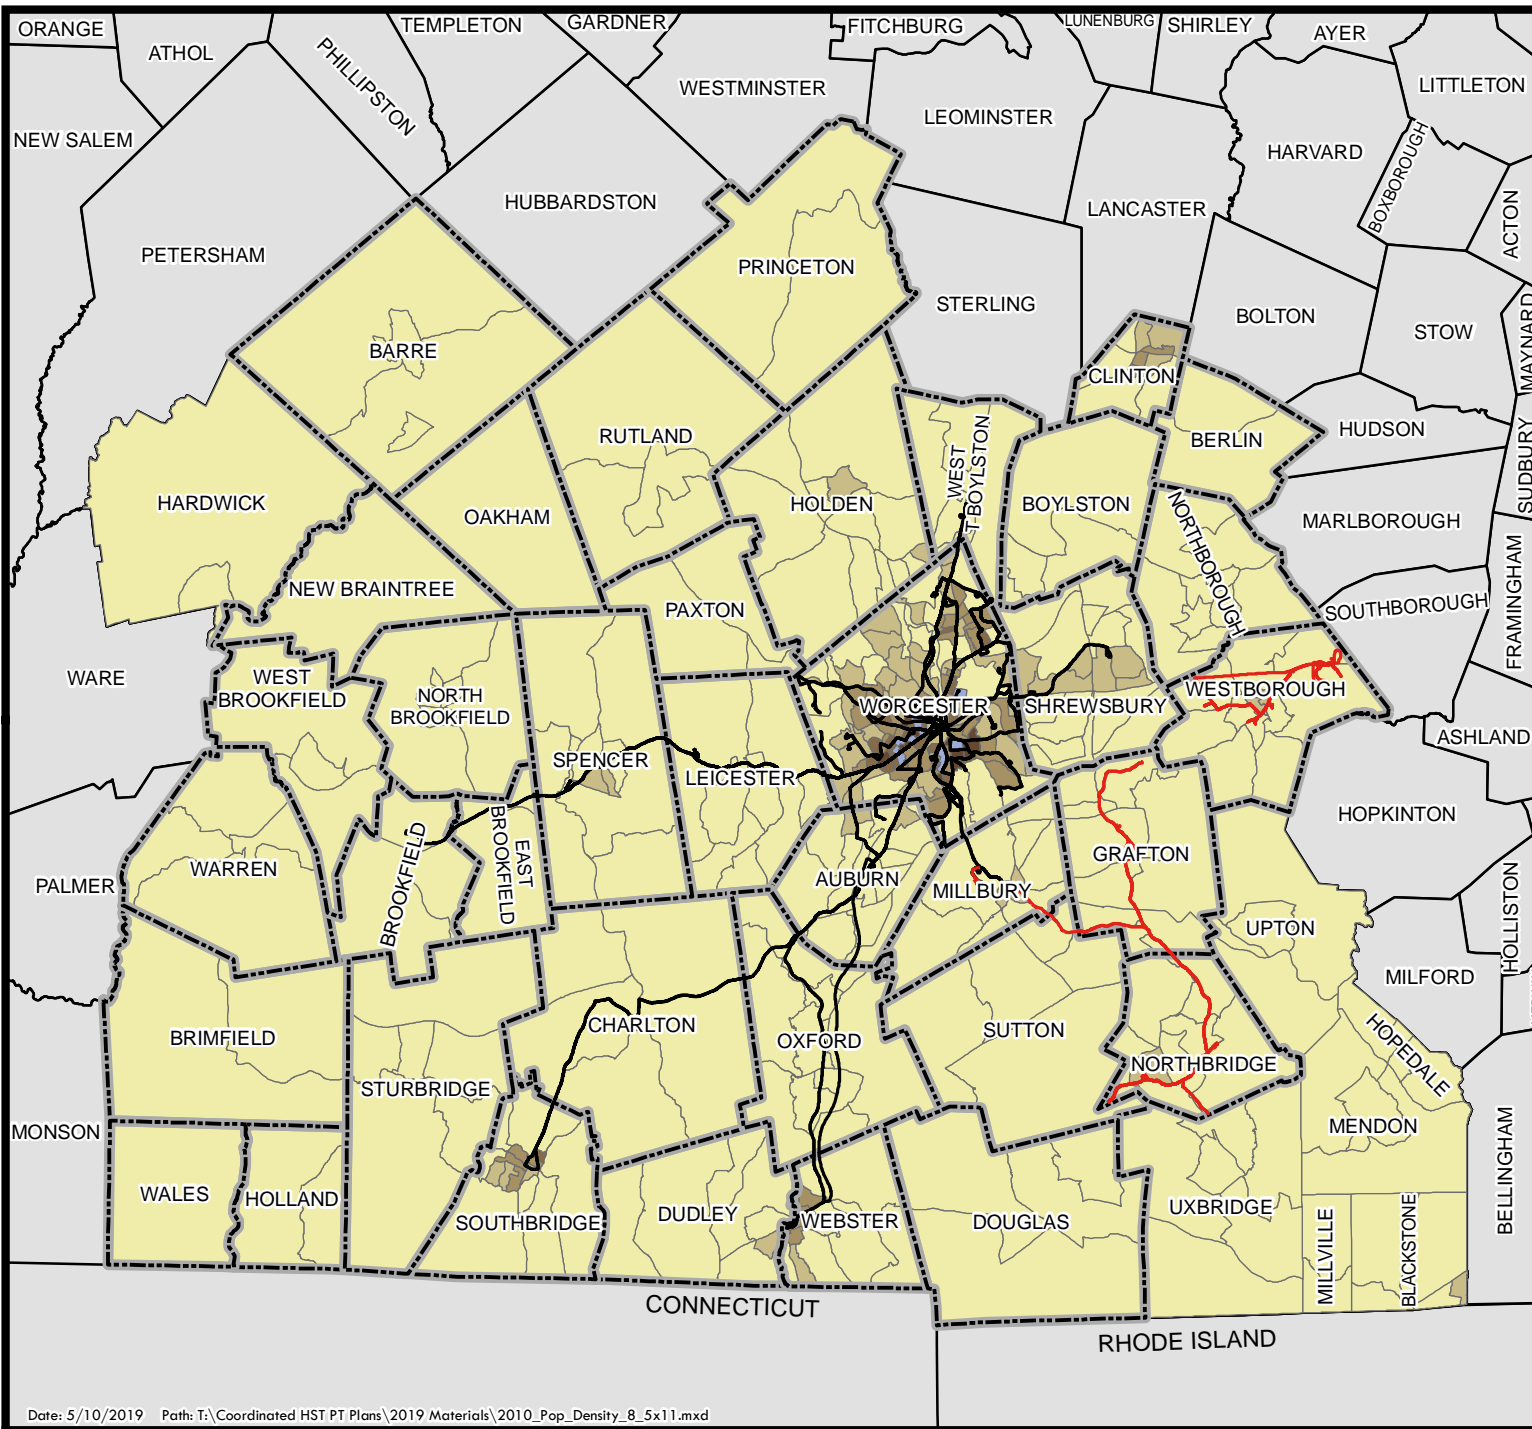 ORANGE
ATHOL
PHILLIPSTON
TEMPLETON
GARDNER
FITCHBURG
LUNENBURG
SHIRLEY
AYER
LITTLETON
WESTMINSTER
LEOMINSTER
NEW SALEM
HARVARD
BOXBOROUGH
ACTON
HUBBARDSTON
LANCASTER
PETERSHAM
PRINCETON
STERLING
BOLTON
STOW
MAYNARD
BARRE
CLINTON
RUTLAND
BERLIN
HUDSON
SUDBURY
HARDWICK
OAKHAM
HOLDEN
WEST
BOYLSTON
T
BOYLSTON
NORTHBOROUGH
MARLBOROUGH
FRAMINGHAM
NEW BRAINTREE
PAXTON
SOUTHBOROUGH
WARE
WEST
BROOKFIELD
NORTH
BROOKFIELD
WORCESTER
SHREWSBURY
WESTBOROUGH
ASHLAND
SPENCER
LEICESTER
HOPKINTON
PALMER
WARREN
BROOKFIELD
EAST
BROOKFIELD
AUBURN
MILLBURY
GRAFTON
UPTON
HOLLISTON
MILFORD
BRIMFIELD
CHARLTON
OXFORD
SUTTON
HOPEDALE
NORTHBRIDGE
STURBRIDGE
MONSON
MENDON
BELLINGHAM
WALES
HOLLAND
SOUTHBRIDGE
DUDLEY
WEBSTER
DOUGLAS
UXBRIDGE
MILLVILLE
BLACKSTONE
CONNECTICUT
RHODE ISLAND
Date: 5/10/2019 Path: T:\Coordinated HST PT Plans\2019 Materials\2010_Pop_Density_8_5x11.mxd